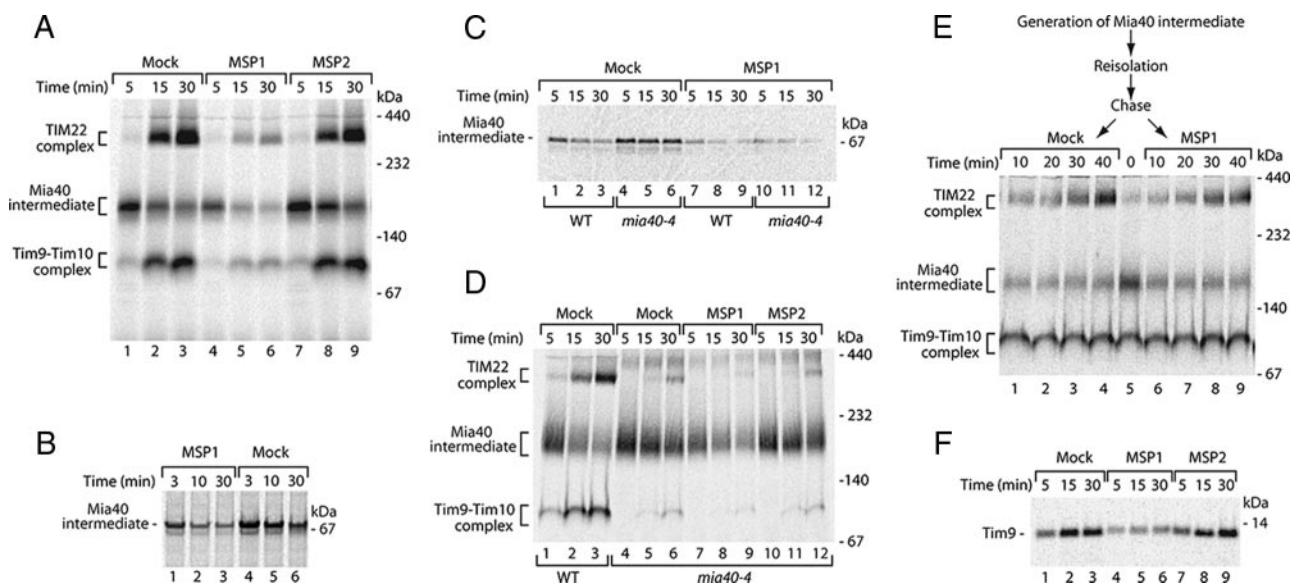 A
Mock MSP1 MSP2
Time (min) 5 15 30 5 15 30 5 15 30
kDa
- 440
TIM22
complex
- 232
Mia40
intermediate
- 140
Tim9-Tim10
complex
- 67
1 2 3 4 5 6 7 8 9
B
MSP1 Mock
Time (min) 3 10 30 3 10 30
kDa
Mia40
intermediate - - 67
1 2 3 4 5 6
C
Mock MSP1
Time (min) 5 15 30 5 15 30 5 15 30 5 15 30
kDa
Mia40
intermediate - - 67
1 2 3 4 5 6 7 8 9 10 11 12
WT mia40-4 WT mia40-4
D
Mock Mock MSP1 MSP2
Time (min) 5 15 30 5 15 30 5 15 30 5 15 30
kDa
- 440
TIM22
complex
- 232
Mia40
intermediate
- 140
Tim9-Tim10
complex
- 67
1 2 3 4 5 6 7 8 9 10 11 12
WT mia40-4
E
Generation of Mia40 intermediate
Reisolation
Chase
Mock MSP1
Time (min) 10 20 30 40 0 10 20 30 40
kDa
- 440
TIM22
complex
- 232
Mia40
intermediate
- 140
Tim9-Tim10
complex
- 67
1 2 3 4 5 6 7 8 9
F
Mock MSP1 MSP2
Time (min) 5 15 30 5 15 30 5 15 30
kDa
- 14
Tim9 -
1 2 3 4 5 6 7 8 9